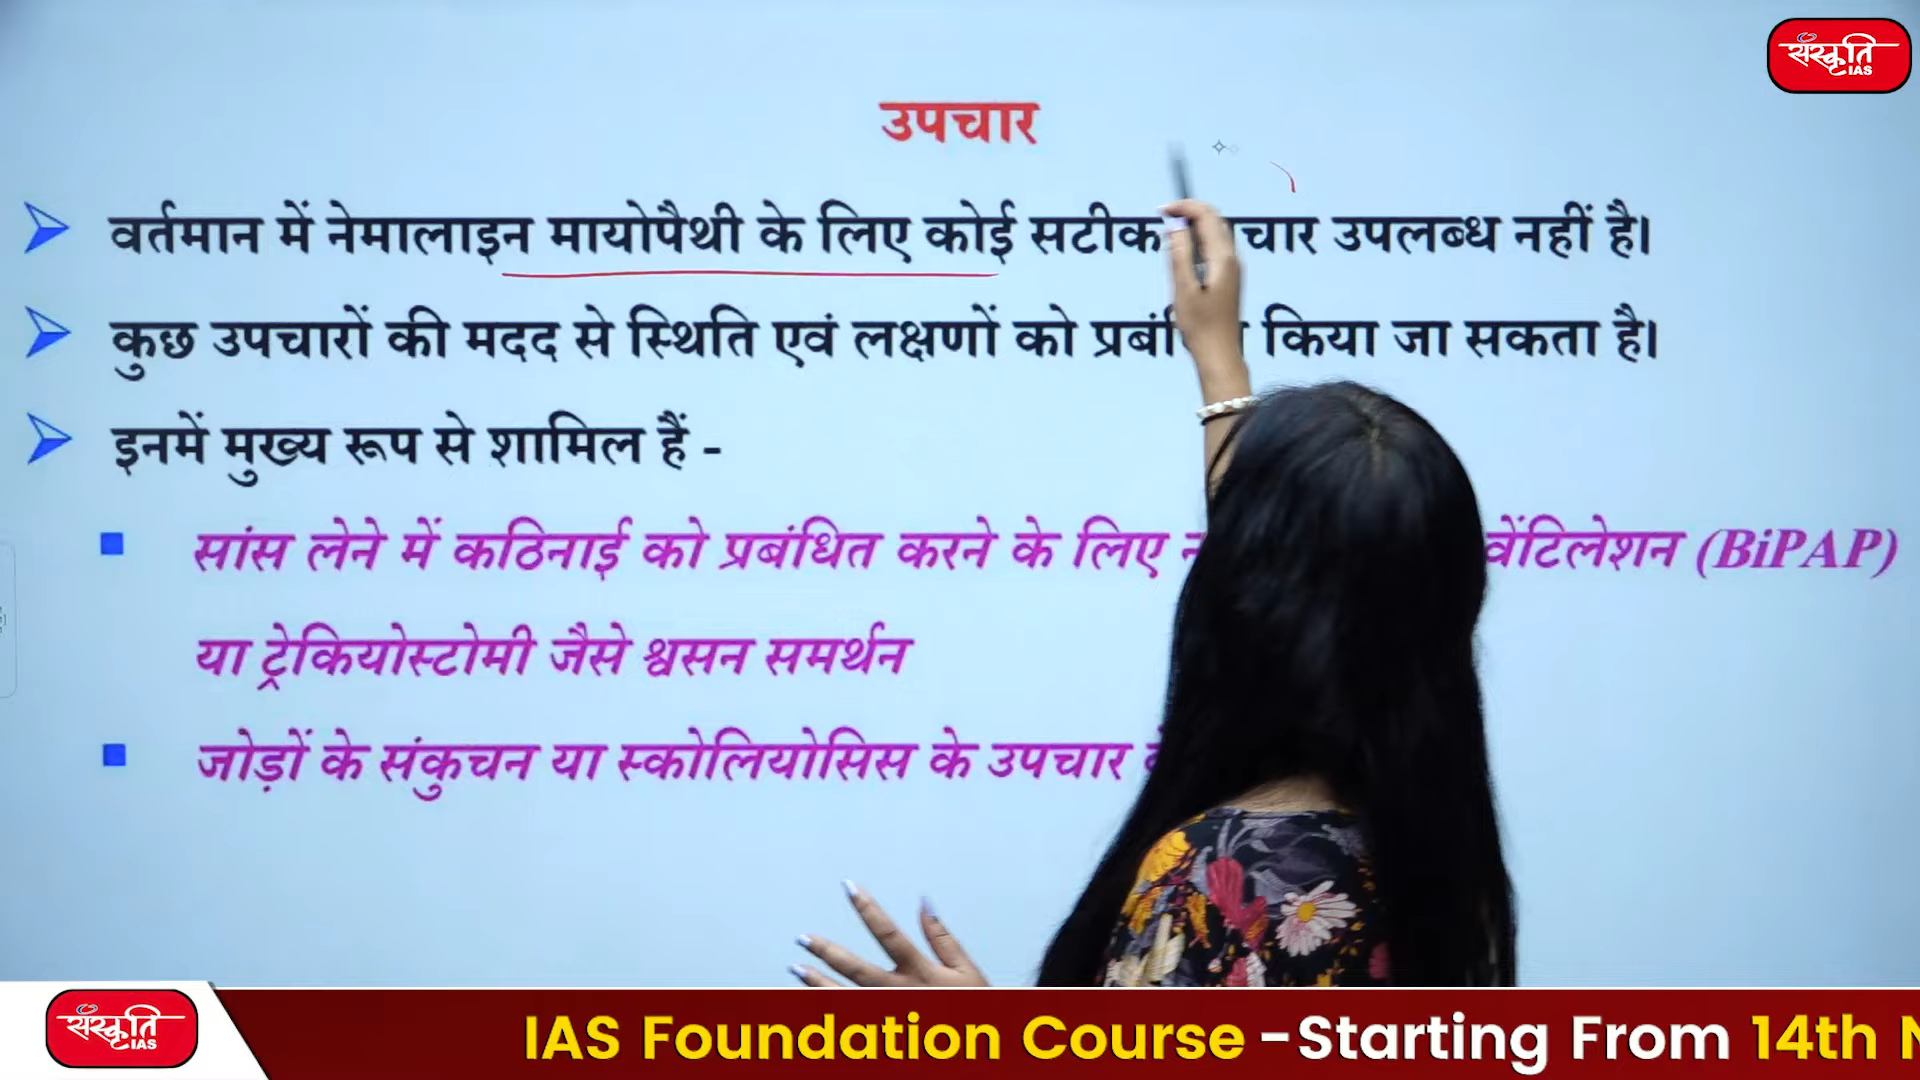 संस्कृति
IAS
उपचार
वर्तमान में नेमालाइन मायोपैथी के लिए कोई सटीक उपलब्ध नहीं है।
कुछ उपचारों की मदद से स्थिति एवं लक्षणों को किया जा सकता है।
इनमें मुख्य रूप से शामिल हैं -
सांस लेने में कठिनाई को प्रबंधित करने के लिए वेंटिलेशन (BiPAP)
या ट्रेकियोस्टोमी जैसे श्वसन समर्थन
जोड़ों के संकुचन या स्कोलियोसिस के उपचार
संस्कृति
IAS
IAS Foundation Course - Starting From 14th